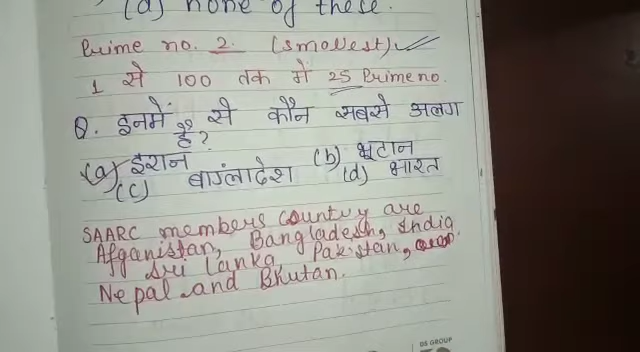 (d) none of these.
Prime no. 2. (smallest)
1 से 100 तक में 25 Prime no.
Q. इनमें से कौन सबसे अलग
है?
(a) इरान (b) भूटान
(c) बाग्लांदेश (d) भारत
SAARC members country are
Afganistan, Bangladesh, India
Sri Lanka, Pakistan,
Nepal and Bhutan.
BS GROUP